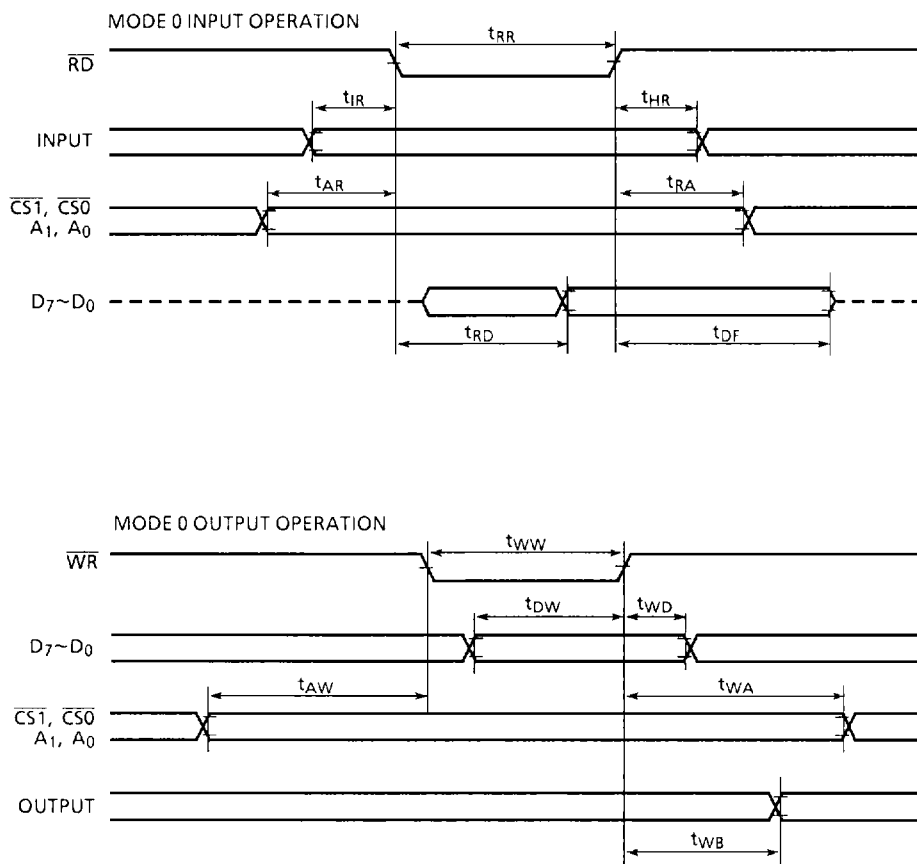 MODE 0 INPUT OPERATION
tRR
RD
tIR
tHR
INPUT
tAR
tRA
CS1, CS0
A1, A0
D7~D0
tRD
tDF
MODE 0 OUTPUT OPERATION
WR
tWW
tDW
tWD
D7~D0
tAW
tWA
CS1, CS0
A1, A0
OUTPUT
tWB